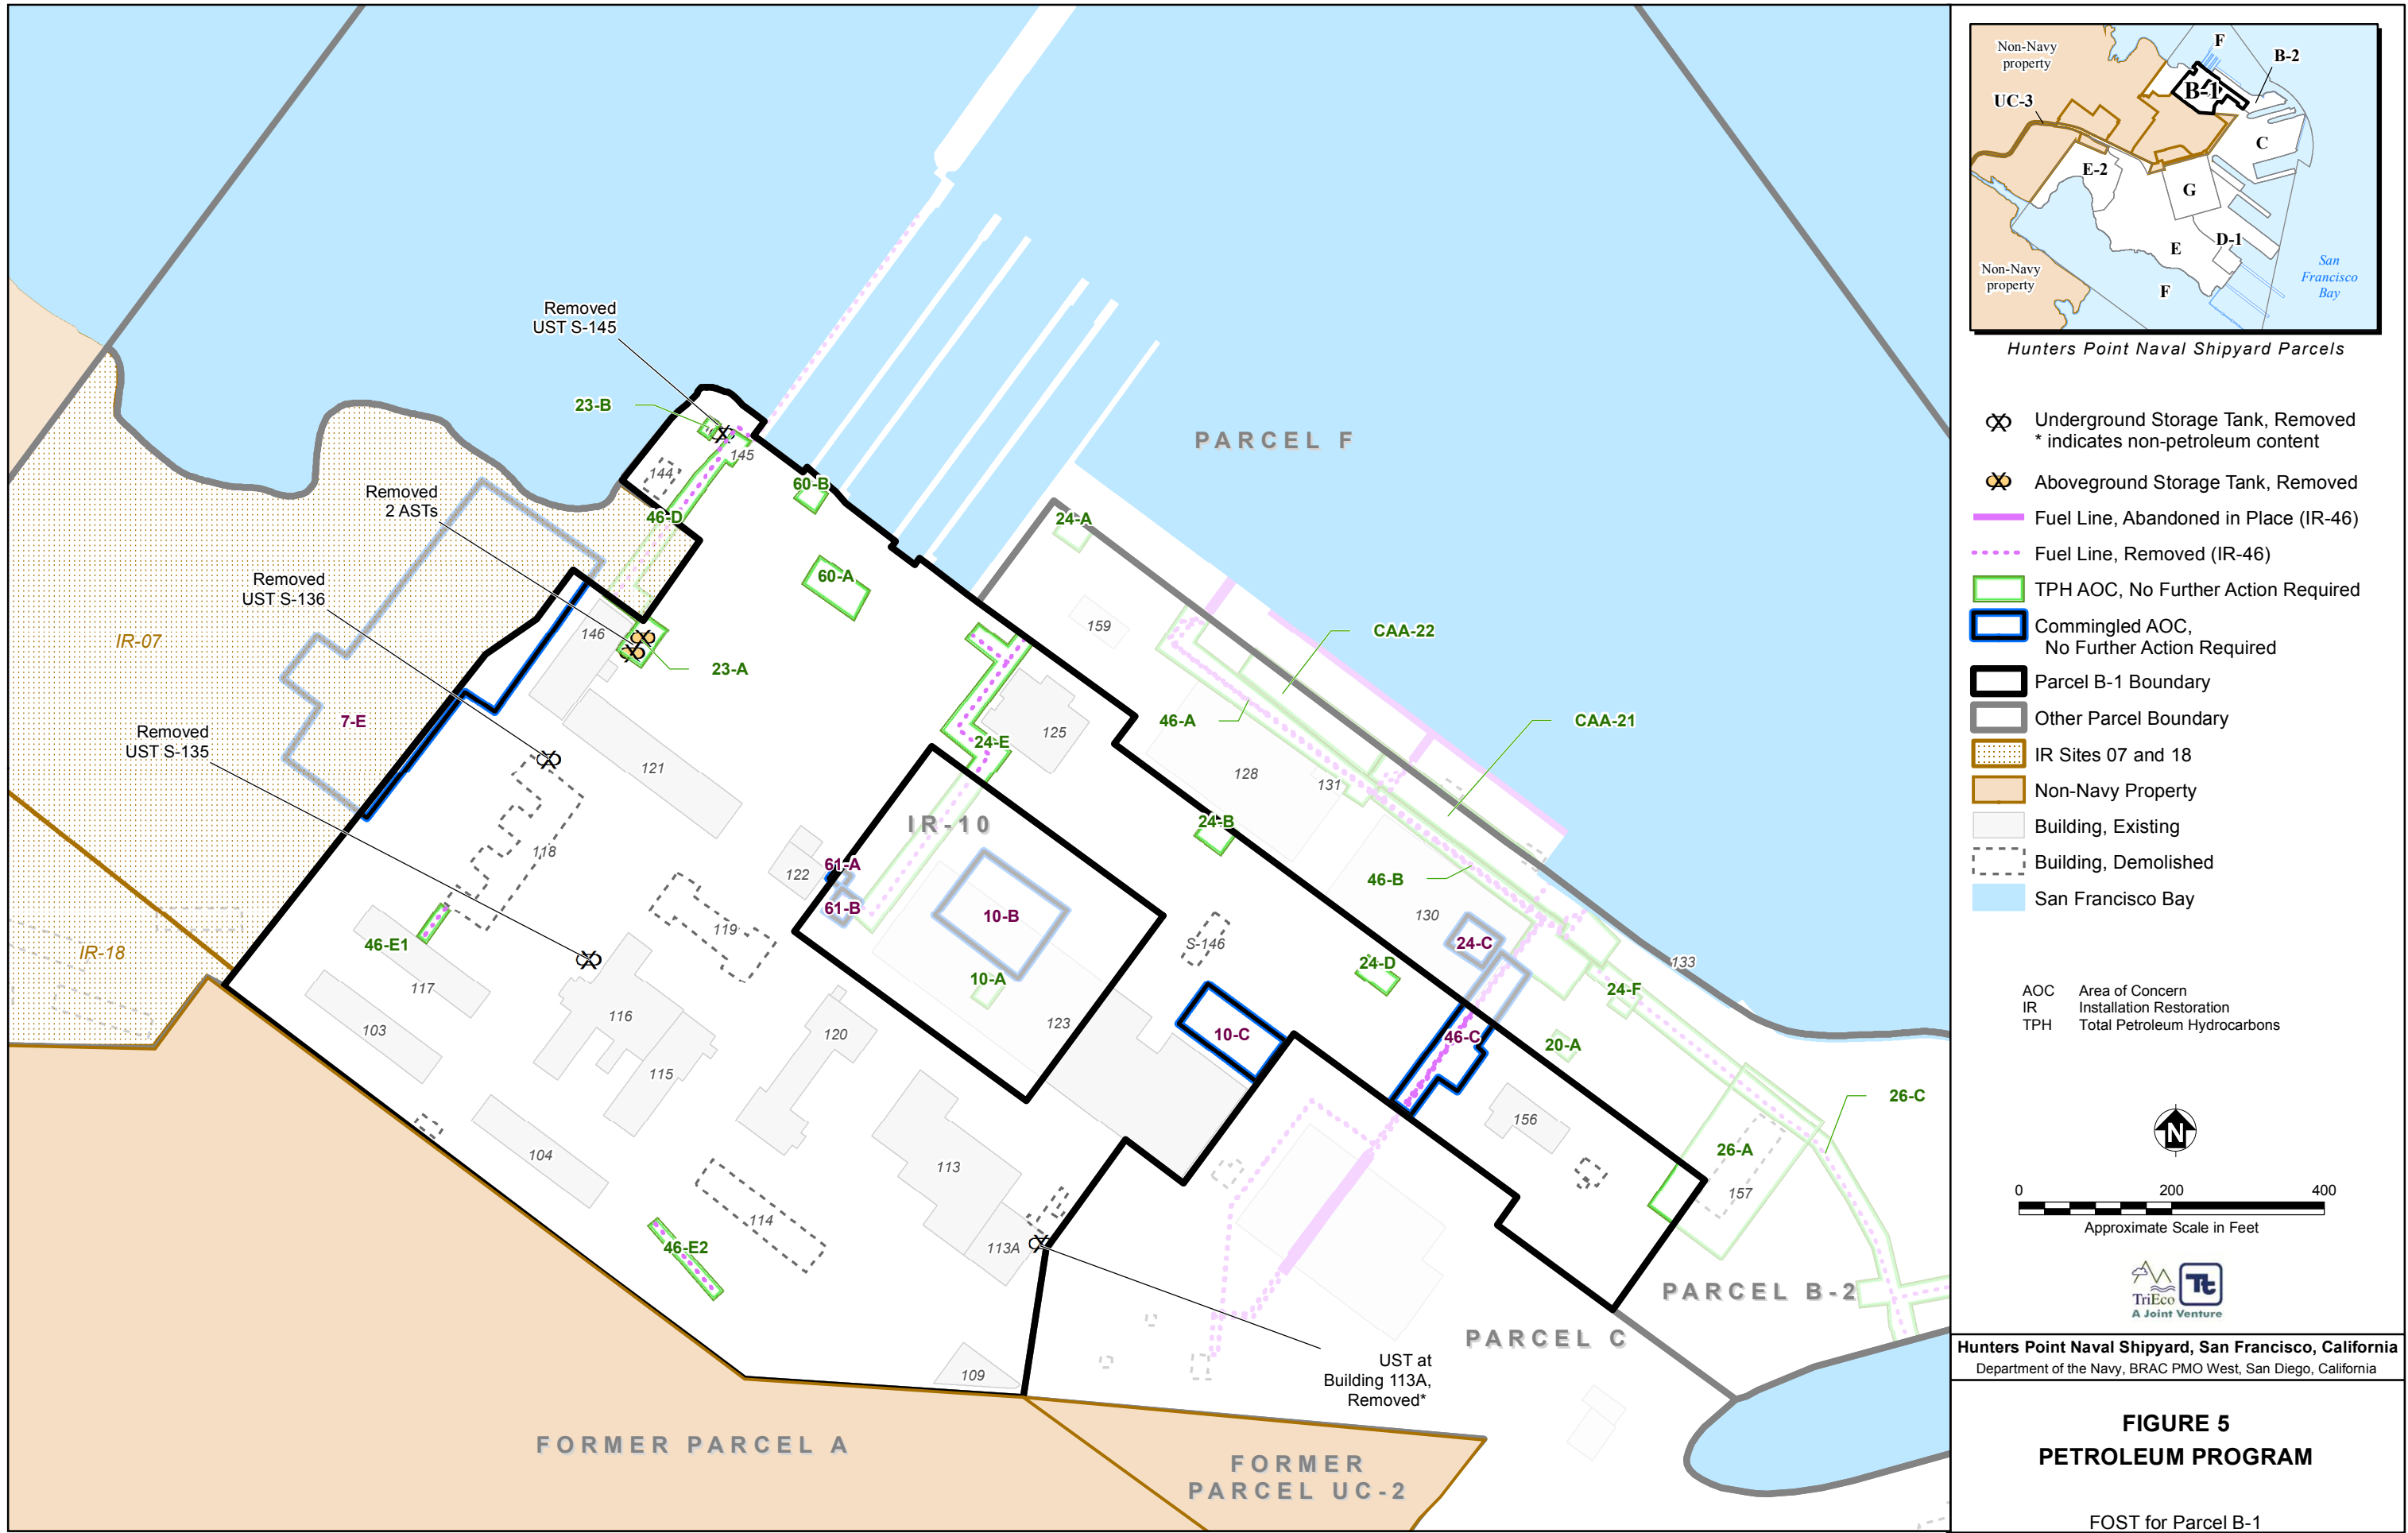 Removed
UST S-145
23-B
144
145
60-B
Removed
2 ASTs
46-D
60-A
Removed
UST S-136
146
23-A
IR-07
7-E
Removed
UST S-135
121
118
IR-18
46-E1
117
103
116
115
119
122
61-A
61-B
IR-10
10-B
10-A
123
120
104
114
46-E2
113
113A
109
24-E
125
PARCEL F
24-A
159
CAA-22
46-A
CAA-21
128
131
24-B
46-B
130
24-C
S-146
24-D
10-C
46-C
133
24-F
20-A
156
26-C
26-A
157
PARCEL B-2
PARCEL C
UST at
Building 113A,
Removed*
FORMER PARCEL A
FORMER
PARCEL UC-2
Non-Navy
property
F
B-2
B-1
UC-3
C
E-2
G
D-1
E
F
Non-Navy
property
San
Francisco
Bay
Hunters Point Naval Shipyard Parcels
Underground Storage Tank, Removed
* indicates non-petroleum content
Aboveground Storage Tank, Removed
Fuel Line, Abandoned in Place (IR-46)
Fuel Line, Removed (IR-46)
TPH AOC, No Further Action Required
Commingled AOC,
No Further Action Required
Parcel B-1 Boundary
Other Parcel Boundary
IR Sites 07 and 18
Non-Navy Property
Building, Existing
Building, Demolished
San Francisco Bay
AOC Area of Concern
IR Installation Restoration
TPH Total Petroleum Hydrocarbons
N
0 200 400
Approximate Scale in Feet
TriEco Tt
A Joint Venture
Hunters Point Naval Shipyard, San Francisco, California
Department of the Navy, BRAC PMO West, San Diego, California
FIGURE 5
PETROLEUM PROGRAM
FOST for Parcel B-1